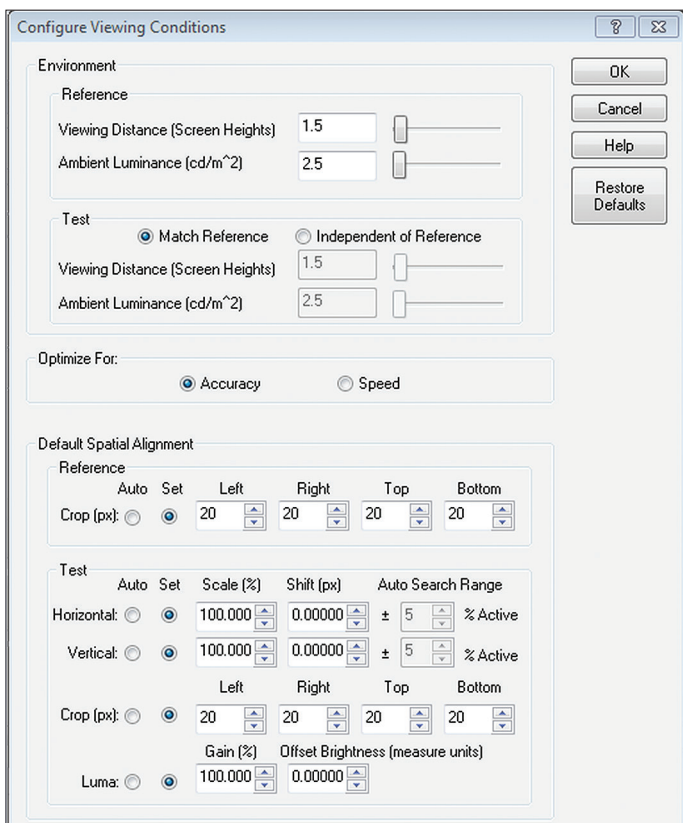 Configure Viewing Conditions
Environment
OK
Reference
Viewing Distance (Screen Heights) 1.5
Cancel
Ambient Luminance (cd/m^2) 2.5
Help
Restore
Defaults
Test
Match Reference Independent of Reference
Viewing Distance (Screen Heights) 1.5
Ambient Luminance (cd/m^2) 2.5
Optimize For:
Accuracy Speed
Default Spatial Alignment
Reference
Auto Set Left Right Top Bottom
Crop (px): 20 20 20 20
Test
Auto Set Scale (%) Shift (px) Auto Search Range
Horizontal: 100.000 0.00000 ± 5 % Active
Vertical: 100.000 0.00000 ± 5 % Active
Left Right Top Bottom
Crop (px): 20 20 20 20
Gain (%) Offset Brightness (measure units)
Luma: 100.000 0.00000